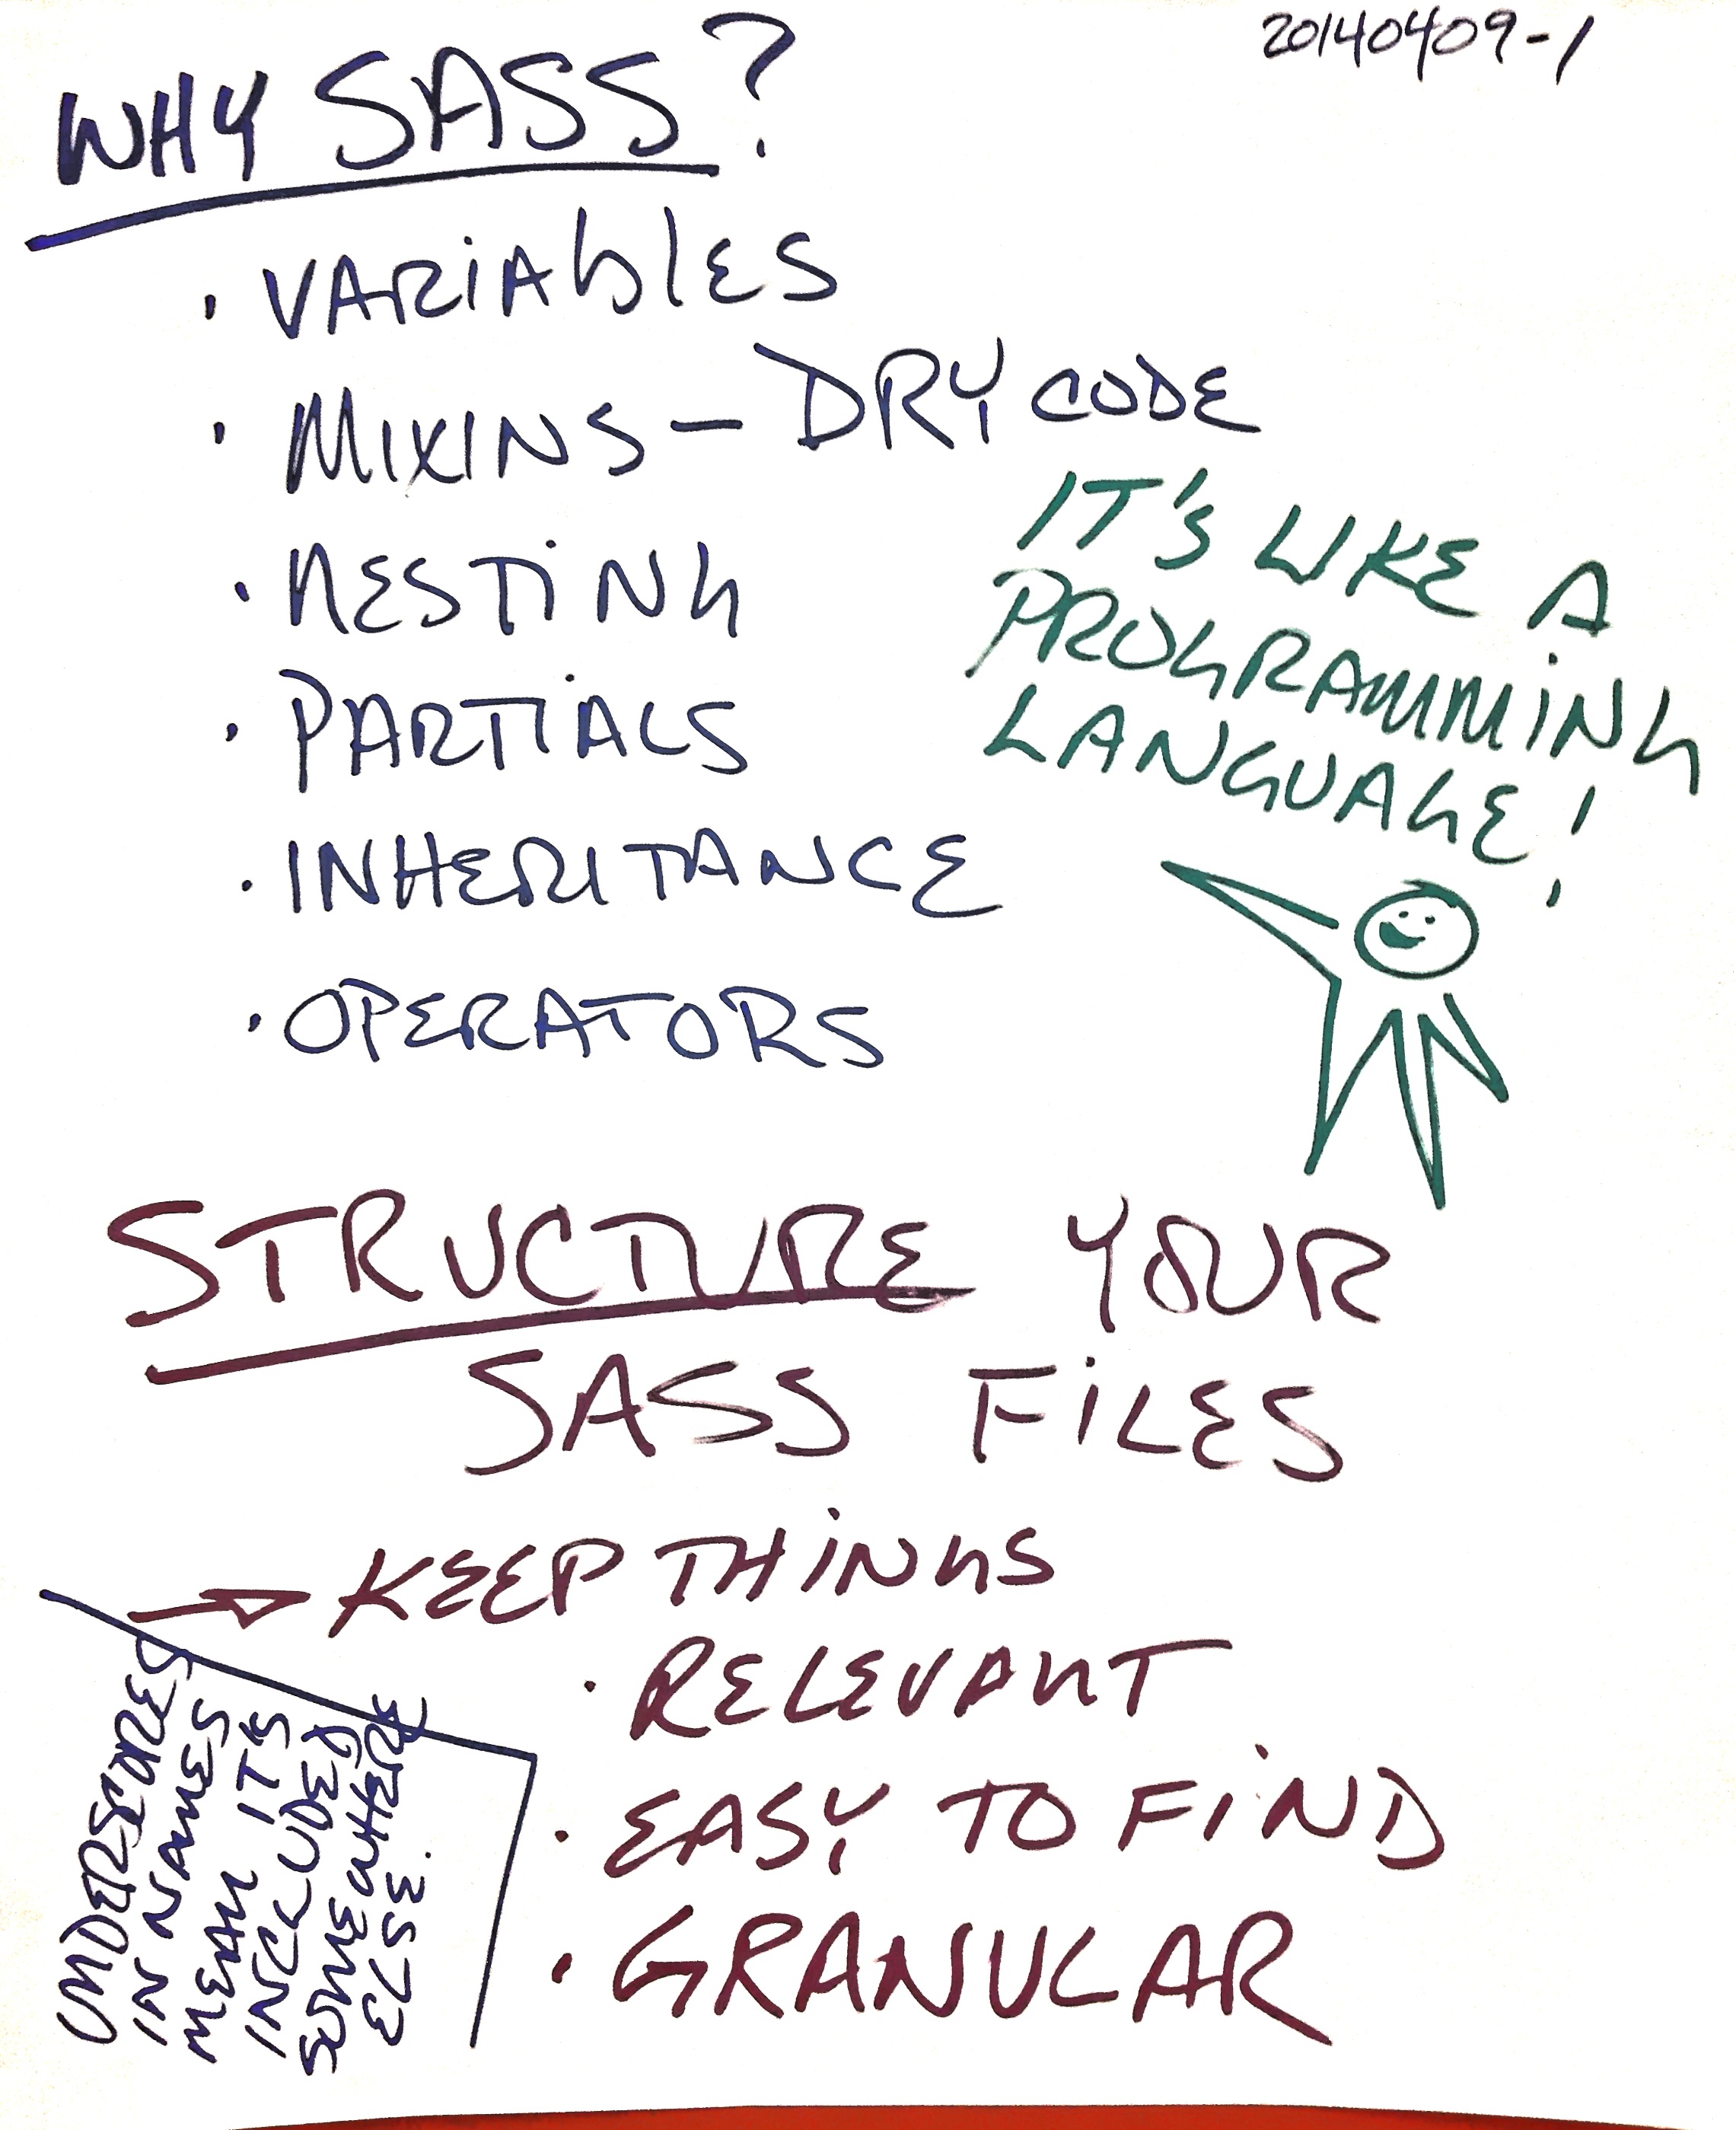 20140409-1
WHY SASS?
• VARIAbLES
• MIXINS - DRY CODE
• NESTING
• PARTIALS
• INHERITANCE
• OPERATORS
IT'S LIKE A
PROGRAMMING
LANGUAGE!
STRUCTURE YOUR
SASS FILES
→ KEEP THINGS
• RELEVANT
• EASY TO FIND
• GRANULAR
UNDERSCORES
IN NAMES
MEAN ITS
INCLUDED
SOMEWHERE
ELSE.